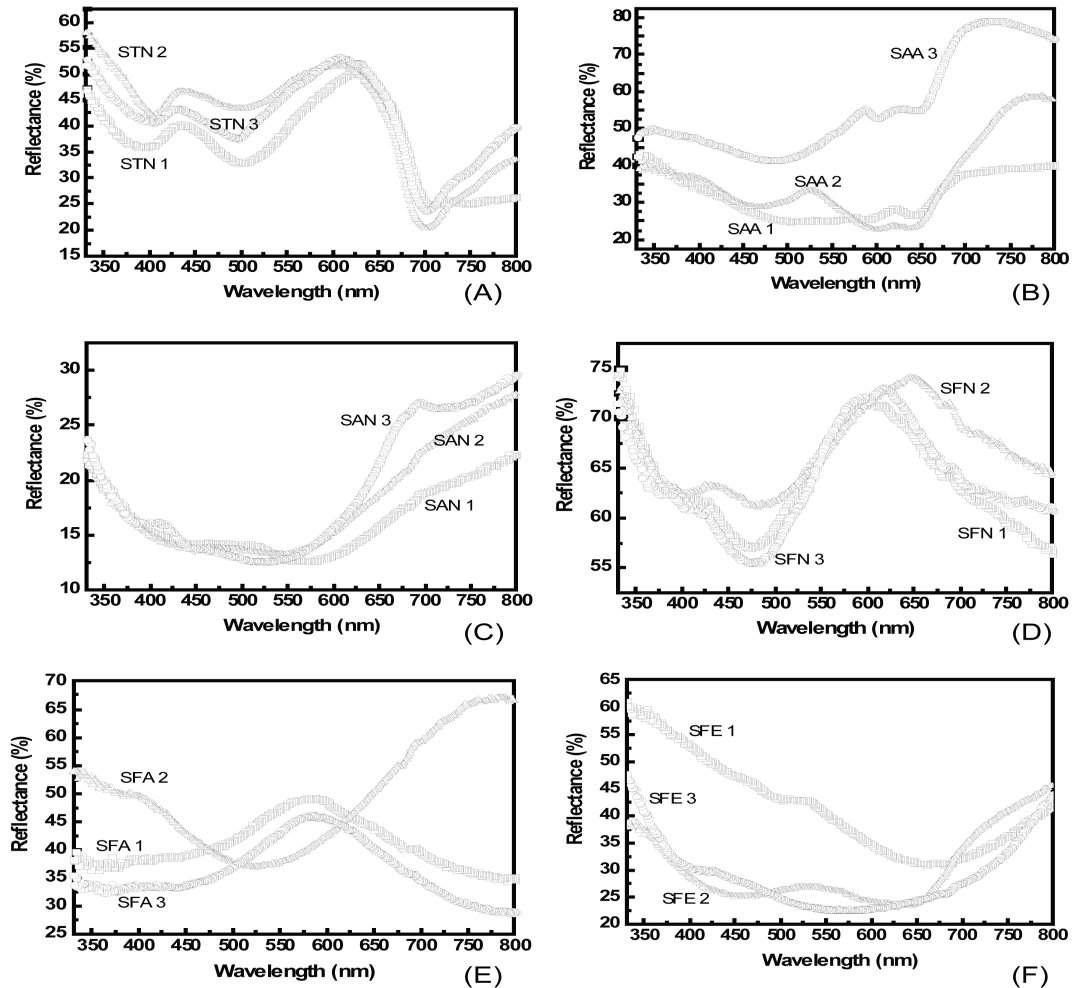 60
55
50
45
40
35
30
25
20
15
Reflectance (%)
STN 2
STN 3
STN 1
350 400 450 500 550 600 650 700 750 800
Wavelength (nm)
(A)
80
70
60
50
40
30
20
Reflectance (%)
SAA 3
SAA 2
SAA 1
350 400 450 500 550 600 650 700 750 800
Wavelength (nm)
(B)
30
25
20
15
10
Reflectance (%)
SAN 3
SAN 2
SAN 1
350 400 450 500 550 600 650 700 750 800
Wavelength (nm)
(C)
75
70
65
60
55
Reflectance (%)
SFN 2
SFN 1
SFN 3
350 400 450 500 550 600 650 700 750 800
Wavelength (nm)
(D)
70
65
60
55
50
45
40
35
30
25
Reflectance (%)
SFA 2
SFA 1
SFA 3
350 400 450 500 550 600 650 700 750 800
Wavelength (nm)
(E)
65
60
55
50
45
40
35
30
25
20
Reflectance (%)
SFE 1
SFE 3
SFE 2
350 400 450 500 550 600 650 700 750 800
Wavelength (nm)
(F)